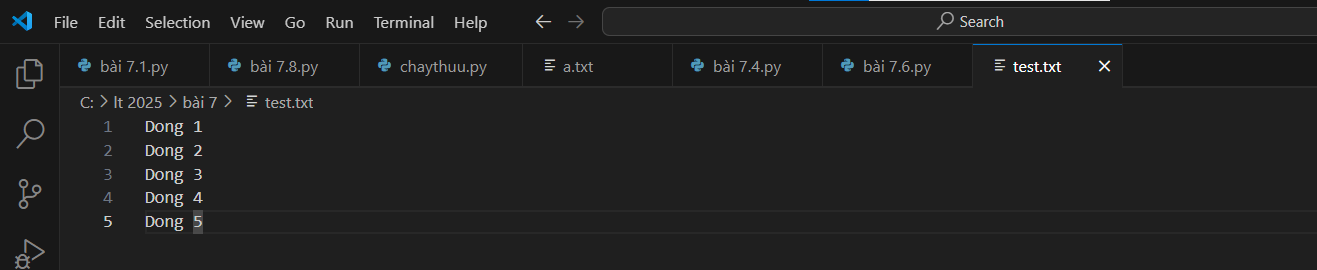 File Edit Selection View Go Run Terminal Help Search
bài 7.1.py bài 7.8.py chaythuu.py a.txt bài 7.4.py bài 7.6.py test.txt
C: > lt 2025 > bài 7 > test.txt
1 Dong 1
2 Dong 2
3 Dong 3
4 Dong 4
5 Dong 5